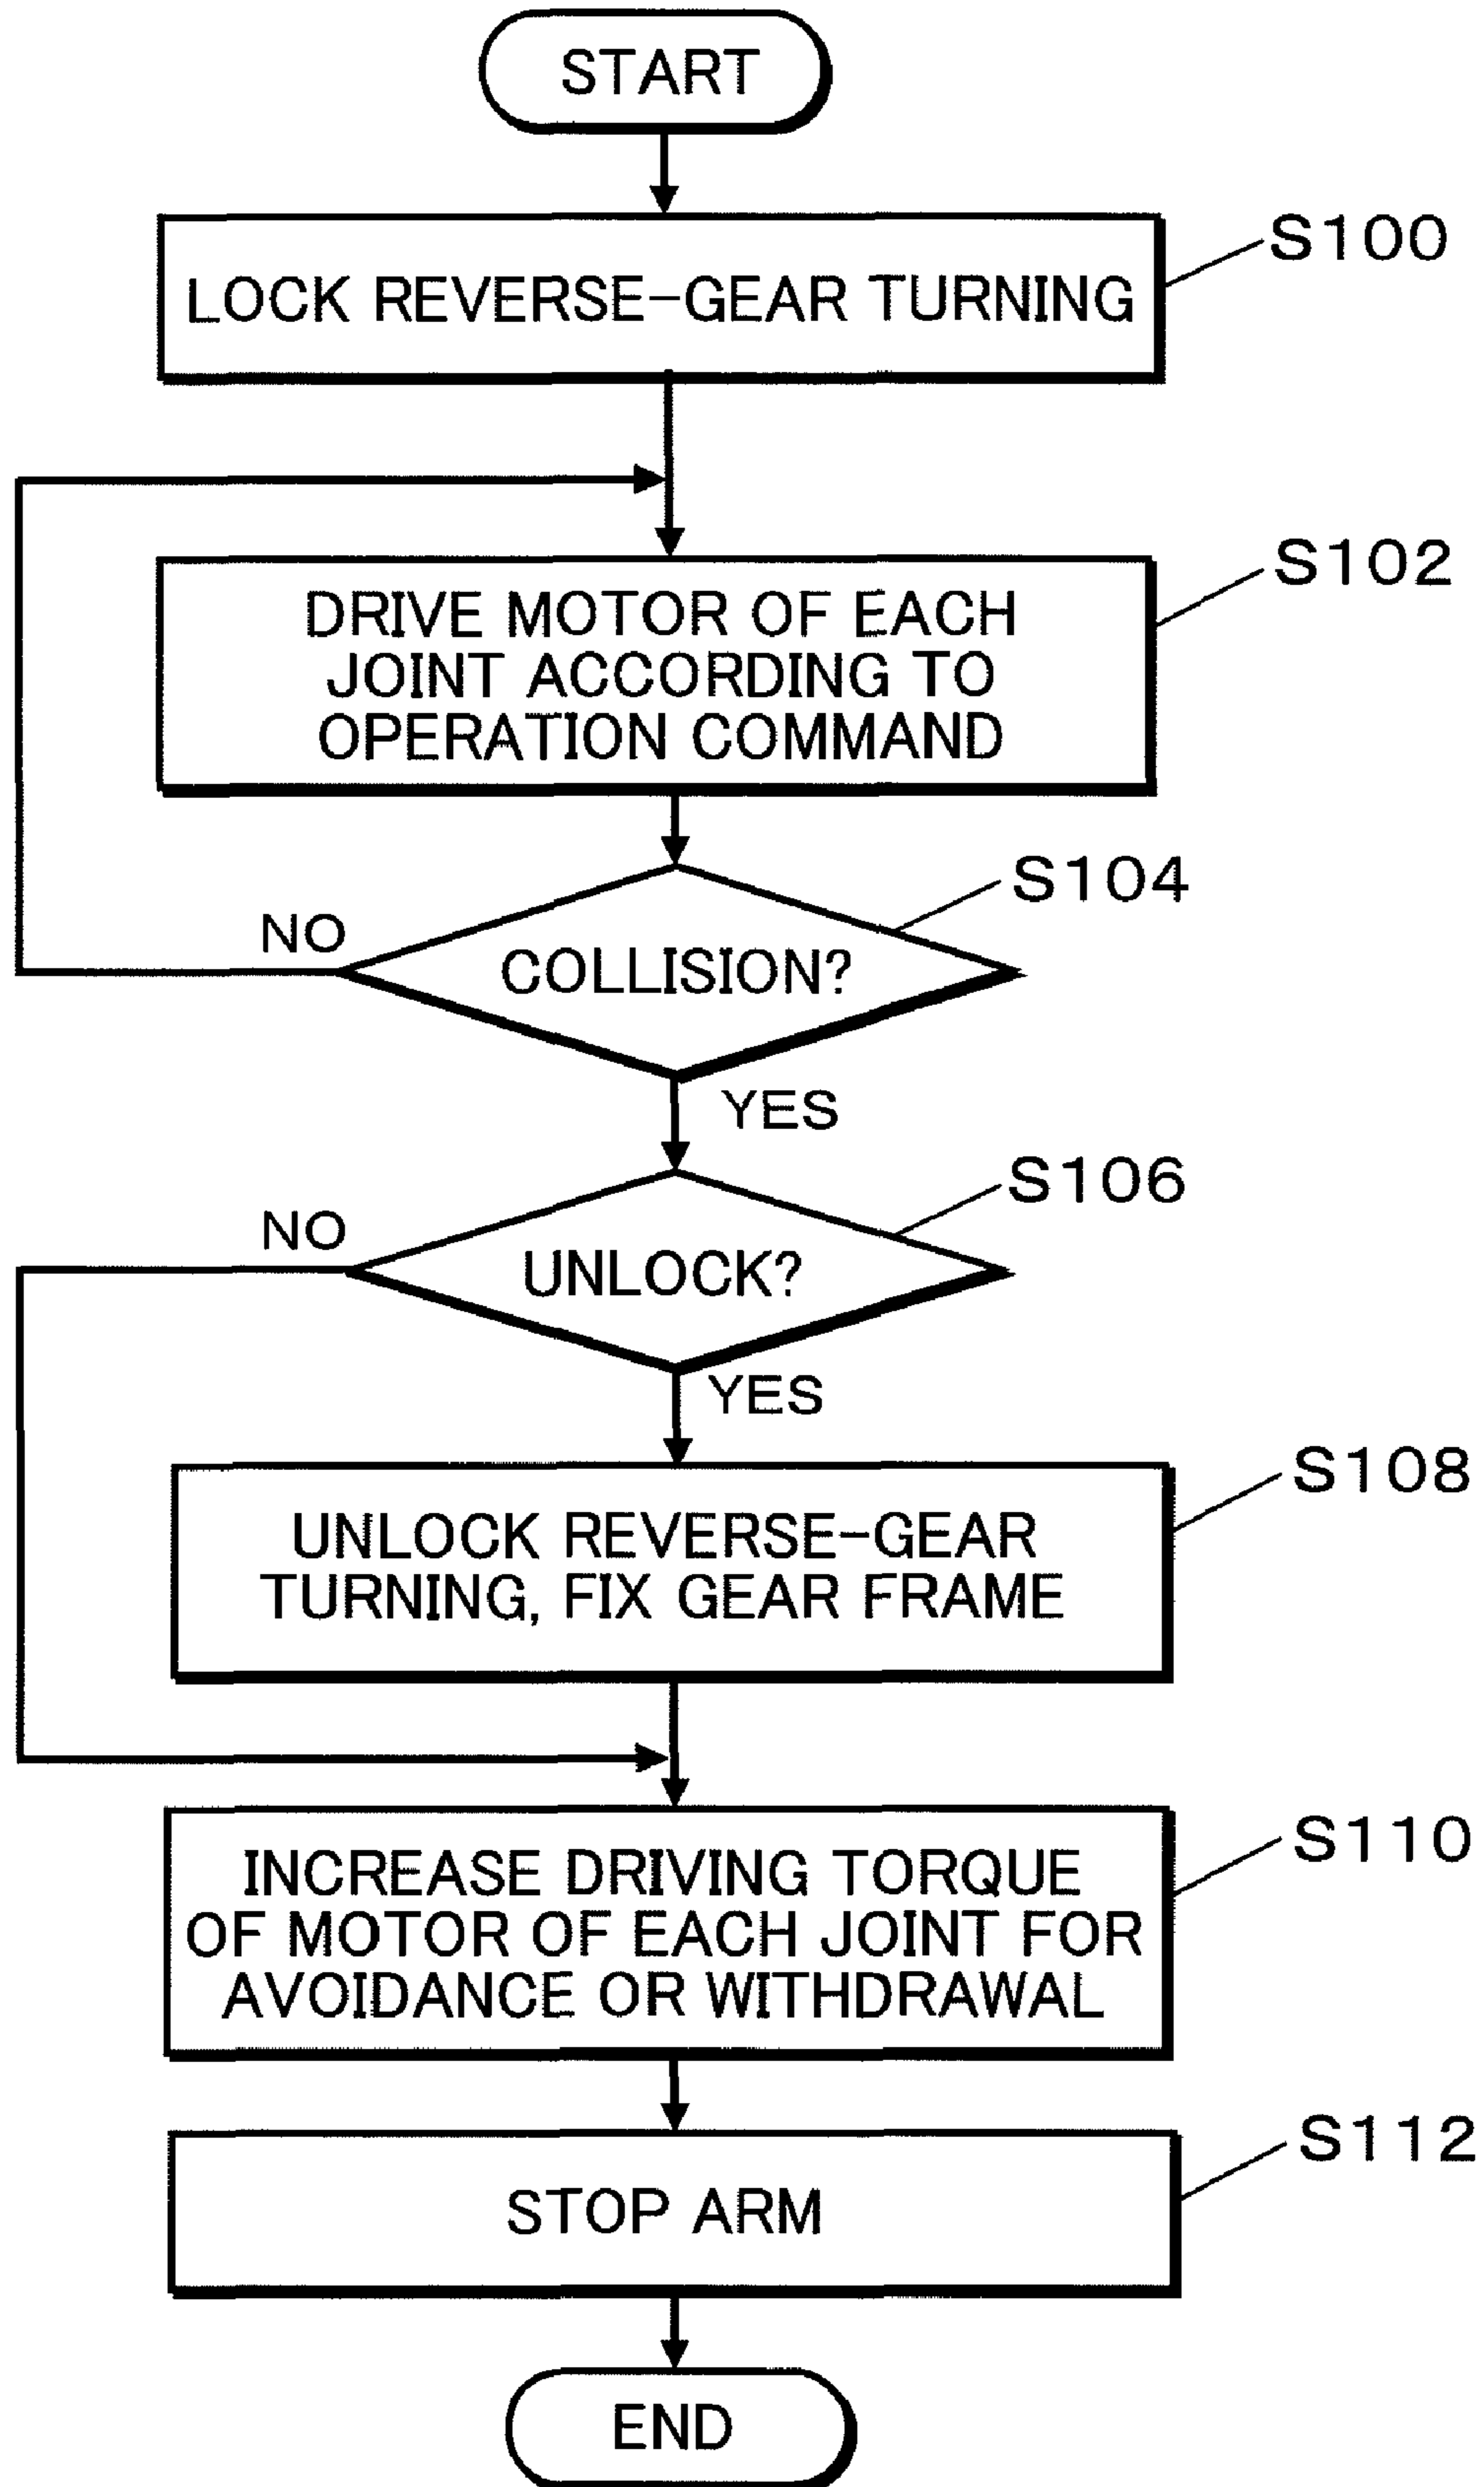 START
LOCK REVERSE-GEAR TURNING
S100
DRIVE MOTOR OF EACH
JOINT ACCORDING TO
OPERATION COMMAND
S102
COLLISION?
S104
NO
YES
UNLOCK?
S106
NO
YES
UNLOCK REVERSE-GEAR
TURNING, FIX GEAR FRAME
S108
INCREASE DRIVING TORQUE
OF MOTOR OF EACH JOINT FOR
AVOIDANCE OR WITHDRAWAL
S110
STOP ARM
S112
END